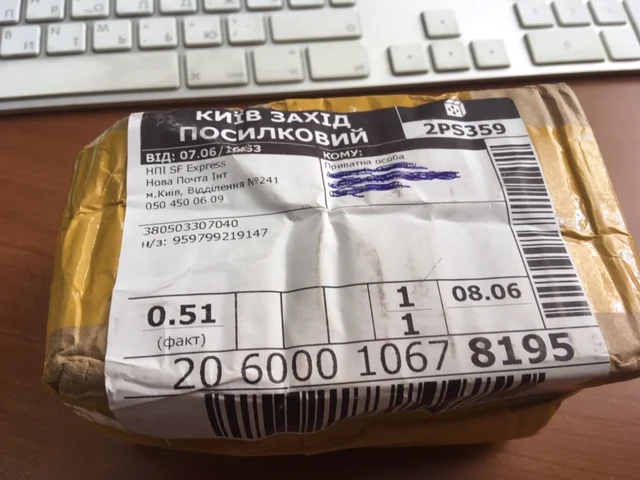 КИЇВ ЗАХІД
ПОСИЛКОВИЙ
2PS359
ВІД: 07.06/
НПІ SF Express
Нова Пошта Інт
м.Київ, Відділення №241
050 450 06 09
КОМУ:
Приватна особа
380503307040
н/з: 959799219147
0.51
(факт)
1
1
08.06
20 6000 1067 8195